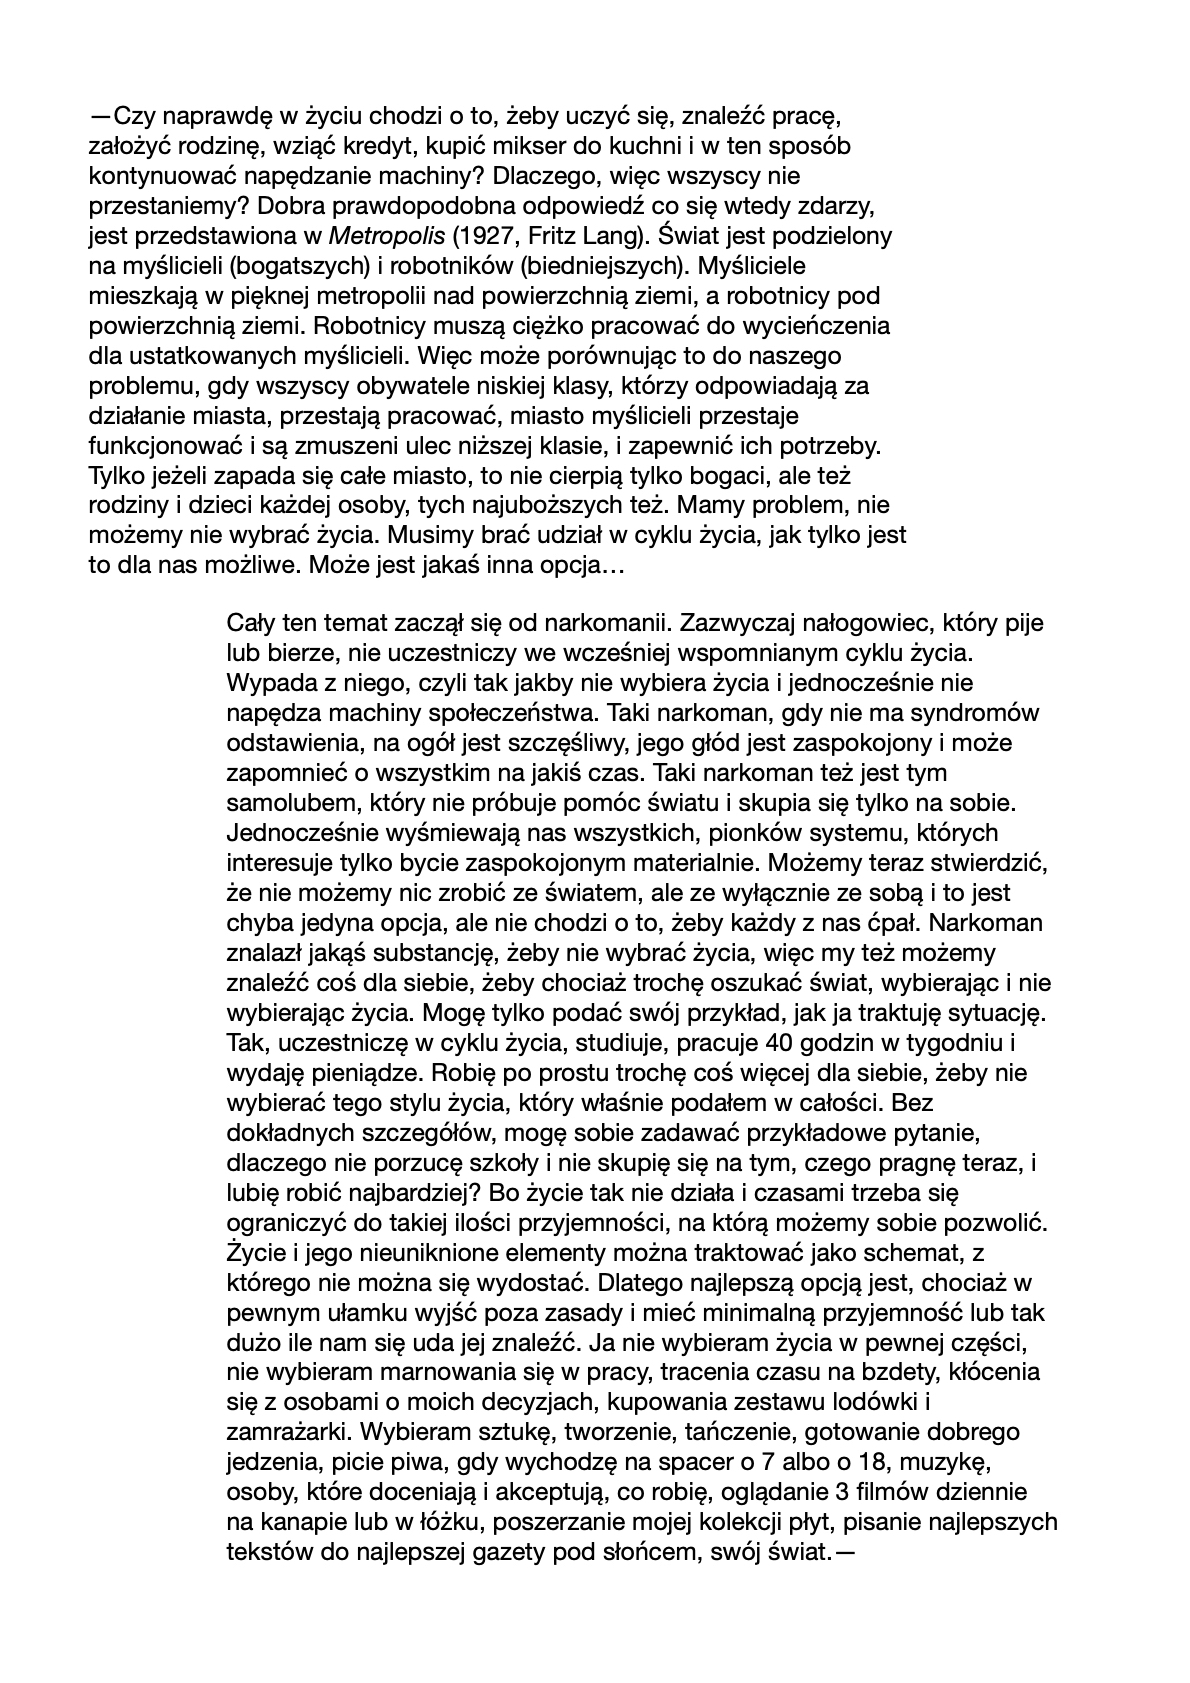 —Czy naprawdę w życiu chodzi o to, żeby uczyć się, znaleźć pracę,
założyć rodzinę, wziąć kredyt, kupić mikser do kuchni i w ten sposób
kontynuować napędzanie machiny? Dlaczego, więc wszyscy nie
przestaniemy? Dobra prawdopodobna odpowiedź co się wtedy zdarzy,
jest przedstawiona w Metropolis (1927, Fritz Lang). Świat jest podzielony
na myślicieli (bogatszych) i robotników (biedniejszych). Myśliciele
mieszkają w pięknej metropolii nad powierzchnią ziemi, a robotnicy pod
powierzchnią ziemi. Robotnicy muszą ciężko pracować do wycieńczenia
dla ustatkowanych myślicieli. Więc może porównując to do naszego
problemu, gdy wszyscy obywatele niskiej klasy, którzy odpowiadają za
działanie miasta, przestają pracować, miasto myślicieli przestaje
funkcjonować i są zmuszeni ulec niższej klasie, i zapewnić ich potrzeby.
Tylko jeżeli zapada się całe miasto, to nie cierpią tylko bogaci, ale też
rodziny i dzieci każdej osoby, tych najuboższych też. Mamy problem, nie
możemy nie wybrać życia. Musimy brać udział w cyklu życia, jak tylko jest
to dla nas możliwe. Może jest jakaś inna opcja…
Cały ten temat zaczął się od narkomanii. Zazwyczaj nałogowiec, który pije
lub bierze, nie uczestniczy we wcześniej wspomnianym cyklu życia.
Wypada z niego, czyli tak jakby nie wybiera życia i jednocześnie nie
napędza machiny społeczeństwa. Taki narkoman, gdy nie ma syndromów
odstawienia, na ogół jest szczęśliwy, jego głód jest zaspokojony i może
zapomnieć o wszystkim na jakiś czas. Taki narkoman też jest tym
samolubem, który nie próbuje pomóc światu i skupia się tylko na sobie.
Jednocześnie wyśmiewają nas wszystkich, pionków systemu, których
interesuje tylko bycie zaspokojonym materialnie. Możemy teraz stwierdzić,
że nie możemy nic zrobić ze światem, ale ze wyłącznie ze sobą i to jest
chyba jedyna opcja, ale nie chodzi o to, żeby każdy z nas ćpał. Narkoman
znalazł jakąś substancję, żeby nie wybrać życia, więc my też możemy
znaleźć coś dla siebie, żeby chociaż trochę oszukać świat, wybierając i nie
wybierając życia. Mogę tylko podać swój przykład, jak ja traktuję sytuację.
Tak, uczestniczę w cyklu życia, studiuje, pracuje 40 godzin w tygodniu i
wydaję pieniądze. Robię po prostu trochę coś więcej dla siebie, żeby nie
wybierać tego stylu życia, który właśnie podałem w całości. Bez
dokładnych szczegółów, mogę sobie zadawać przykładowe pytanie,
dlaczego nie porzucę szkoły i nie skupię się na tym, czego pragnę teraz, i
lubię robić najbardziej? Bo życie tak nie działa i czasami trzeba się
ograniczyć do takiej ilości przyjemności, na którą możemy sobie pozwolić.
Życie i jego nieuniknione elementy można traktować jako schemat, z
którego nie można się wydostać. Dlatego najlepszą opcją jest, chociaż w
pewnym ułamku wyjść poza zasady i mieć minimalną przyjemność lub tak
dużo ile nam się uda jej znaleźć. Ja nie wybieram życia w pewnej części,
nie wybieram marnowania się w pracy, tracenia czasu na bzdety, kłócenia
się z osobami o moich decyzjach, kupowania zestawu lodówki i
zamrażarki. Wybieram sztukę, tworzenie, tańczenie, gotowanie dobrego
jedzenia, picie piwa, gdy wychodzę na spacer o 7 albo o 18, muzykę,
osoby, które doceniają i akceptują, co robię, oglądanie 3 filmów dziennie
na kanapie lub w łóżku, poszerzanie mojej kolekcji płyt, pisanie najlepszych
tekstów do najlepszej gazety pod słońcem, swój świat.—